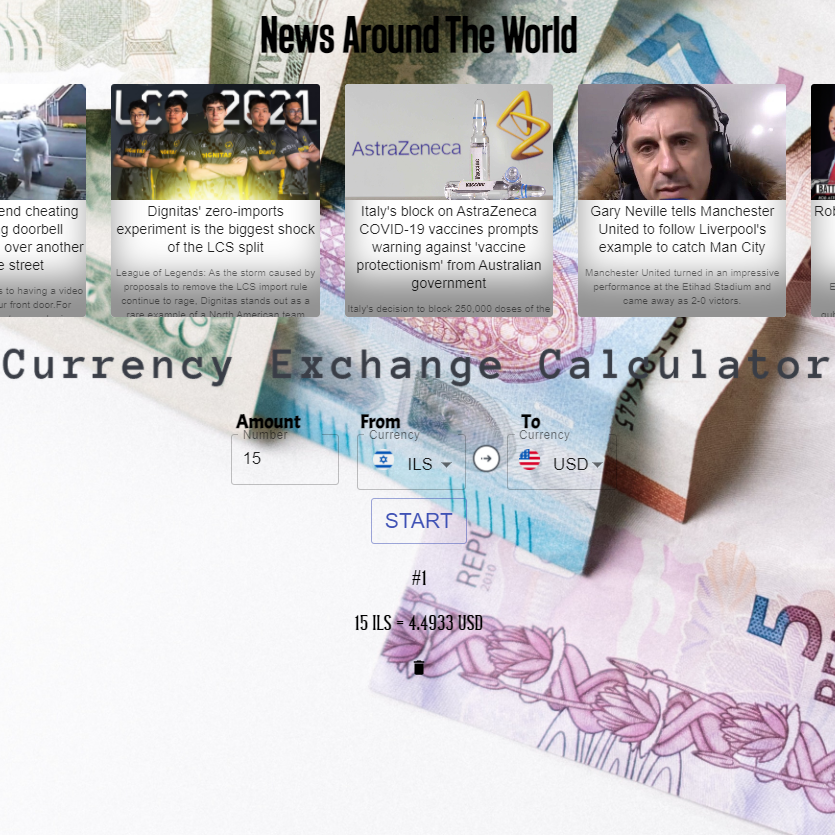 News Around The World
end cheating
g doorbell
over another
e street
s to having a video
ur front door.For
LCS 2021
DIGNITAS
Dignitas' zero-imports
experiment is the biggest shock
of the LCS split
League of Legends: As the storm caused by
proposals to remove the LCS import rule
continue to rage, Dignitas stands out as a
rare example of a North American team
AstraZeneca
Vaccine
Italy's block on AstraZeneca
COVID-19 vaccines prompts
warning against 'vaccine
protectionism' from Australian
government
Italy's decision to block 250,000 doses of the
Gary Neville tells Manchester
United to follow Liverpool's
example to catch Man City
Manchester United turned in an impressive
performance at the Etihad Stadium and
came away as 2-0 victors.
BATT
Rob
E
Currency Exchange Calculator
Amount From To
Number Currency Currency
15 ILS USD
START
#1
15 ILS = 4.4933 USD
REPU
2010
5